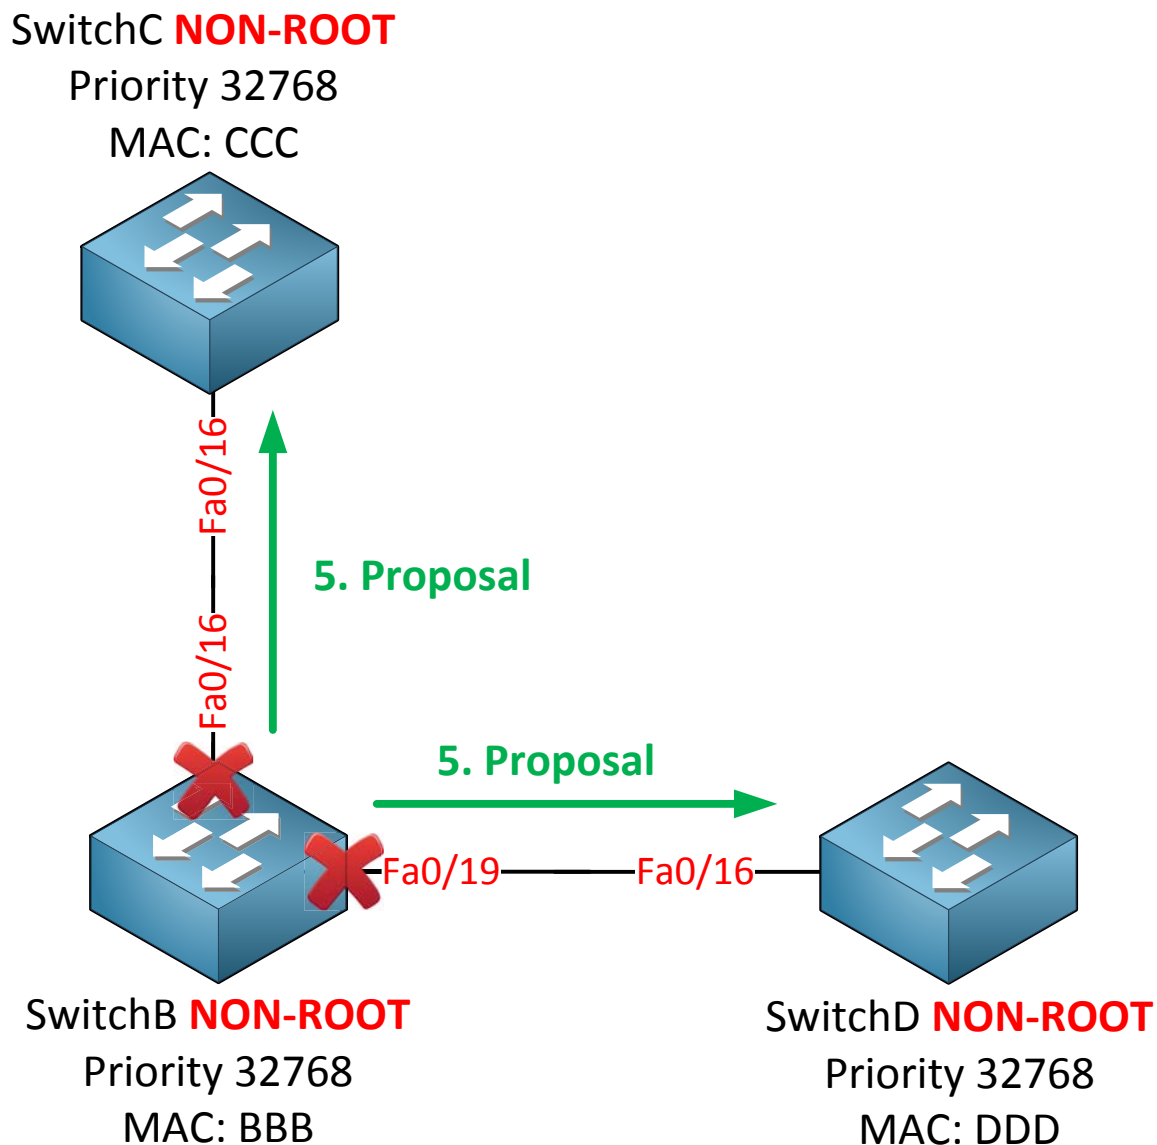 SwitchC NON-ROOT
Priority 32768
MAC: CCC
Fa0/16
5. Proposal
Fa0/16
5. Proposal
Fa0/19
Fa0/16
SwitchB NON-ROOT
Priority 32768
MAC: BBB
SwitchD NON-ROOT
Priority 32768
MAC: DDD